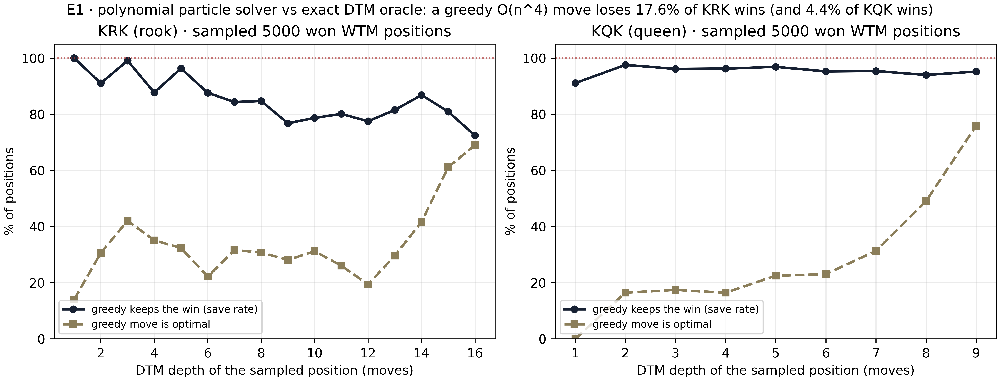 E1 · polynomial particle solver vs exact DTM oracle: a greedy O(n^4) move loses 17.6% of KRK wins (and 4.4% of KQK wins)
KRK (rook) · sampled 5000 won WTM positions
100
80
60
40
20
0
% of positions
greedy keeps the win (save rate)
greedy move is optimal
2 4 6 8 10 12 14 16
DTM depth of the sampled position (moves)
KQK (queen) · sampled 5000 won WTM positions
100
80
60
40
20
0
% of positions
greedy keeps the win (save rate)
greedy move is optimal
1 2 3 4 5 6 7 8 9
DTM depth of the sampled position (moves)